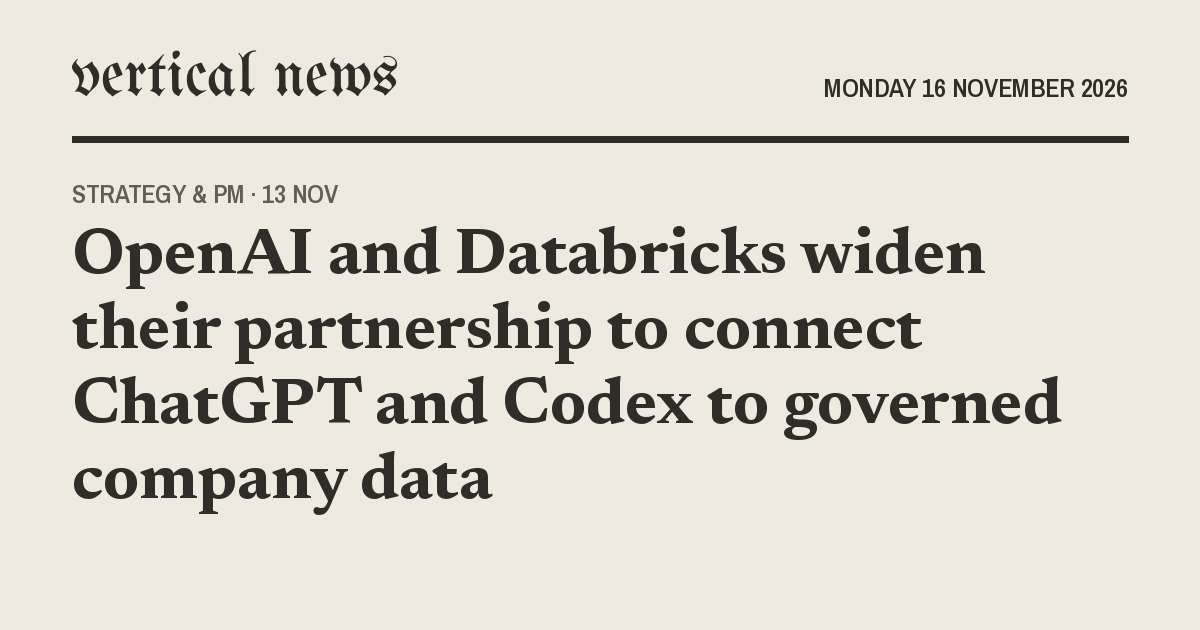 vertical news
MONDAY 16 NOVEMBER 2026
STRATEGY & PM · 13 NOV
OpenAI and Databricks widen
their partnership to connect
ChatGPT and Codex to governed
company data